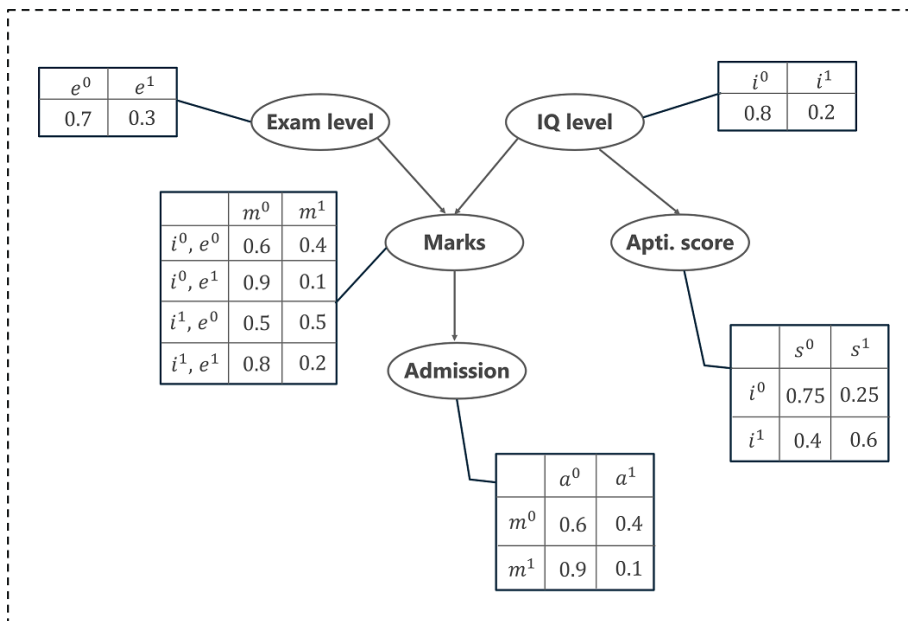 e⁰ e¹
0.7 0.3
Exam level
IQ level
i⁰ i¹
0.8 0.2
m⁰ m¹
i⁰, e⁰ 0.6 0.4
i⁰, e¹ 0.9 0.1
i¹, e⁰ 0.5 0.5
i¹, e¹ 0.8 0.2
Marks
Apti. score
Admission
s⁰ s¹
i⁰ 0.75 0.25
i¹ 0.4 0.6
a⁰ a¹
m⁰ 0.6 0.4
m¹ 0.9 0.1